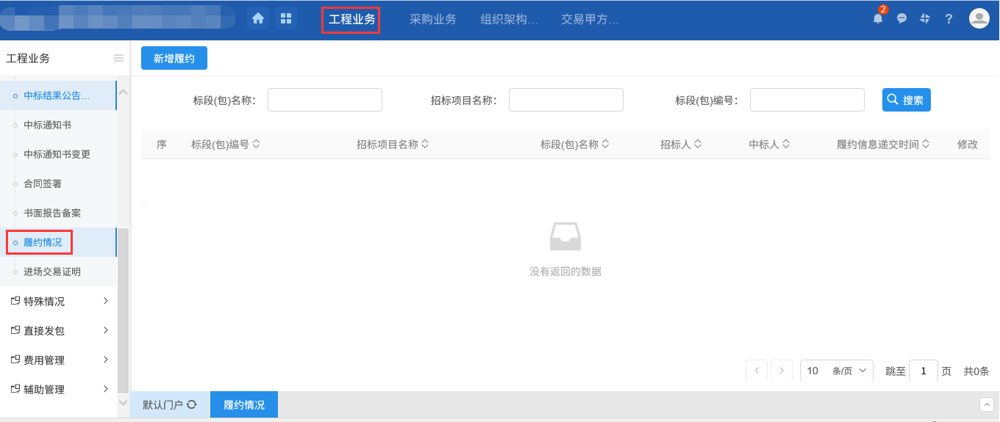 工程业务 采购业务 组织架构... 交易甲方... 2 ?
工程业务
新增履约
中标结果公告...
中标通知书
中标通知书变更
合同签署
书面报告备案
履约情况
进场交易证明
特殊情况
直接发包
费用管理
辅助管理
标段(包)名称: 招标项目名称: 标段(包)编号: 搜索
序 标段(包)编号 招标项目名称 标段(包)名称 招标人 中标人 履约信息递交时间 修改
没有返回的数据
10 条/页 跳至 1 页 共0条
默认门户 履约情况